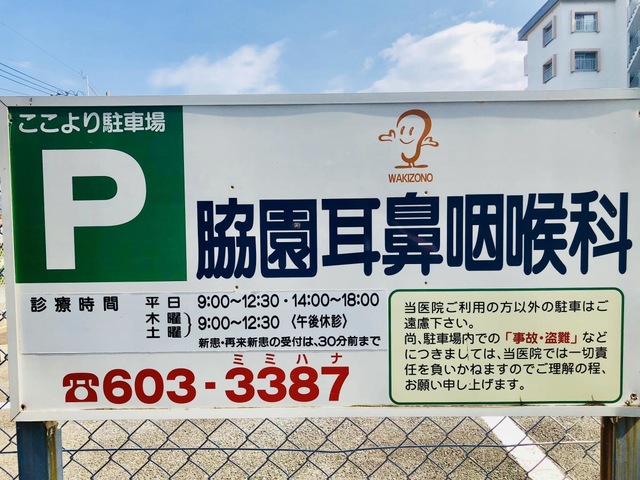 ここより駐車場
P
WAKIZONO
脇園耳鼻咽喉科
診療時間 平日 9:00〜12:30・14:00〜18:00
木曜
土曜
} 9:00〜12:30 〈午後休診〉
新患・再来新患の受付は、30分前まで
ミミハナ
☎603-3387
当医院ご利用の方以外の駐車はご
遠慮下さい。
尚、駐車場内での「事故・盗難」など
につきましては、当医院では一切責
任を負いかねますのでご理解の程、
お願い申し上げます。